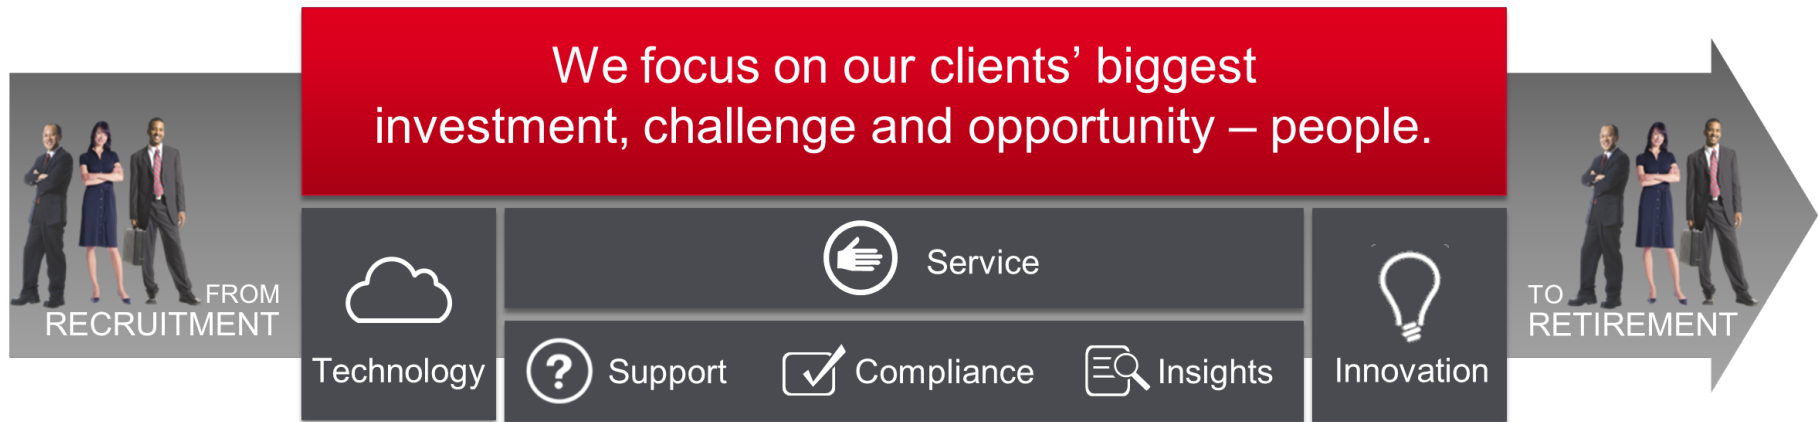 We focus on our clients’ biggest
investment, challenge and opportunity – people.
FROM
RECRUITMENT
Technology
Service
Support
Compliance
Insights
Innovation
TO
RETIREMENT